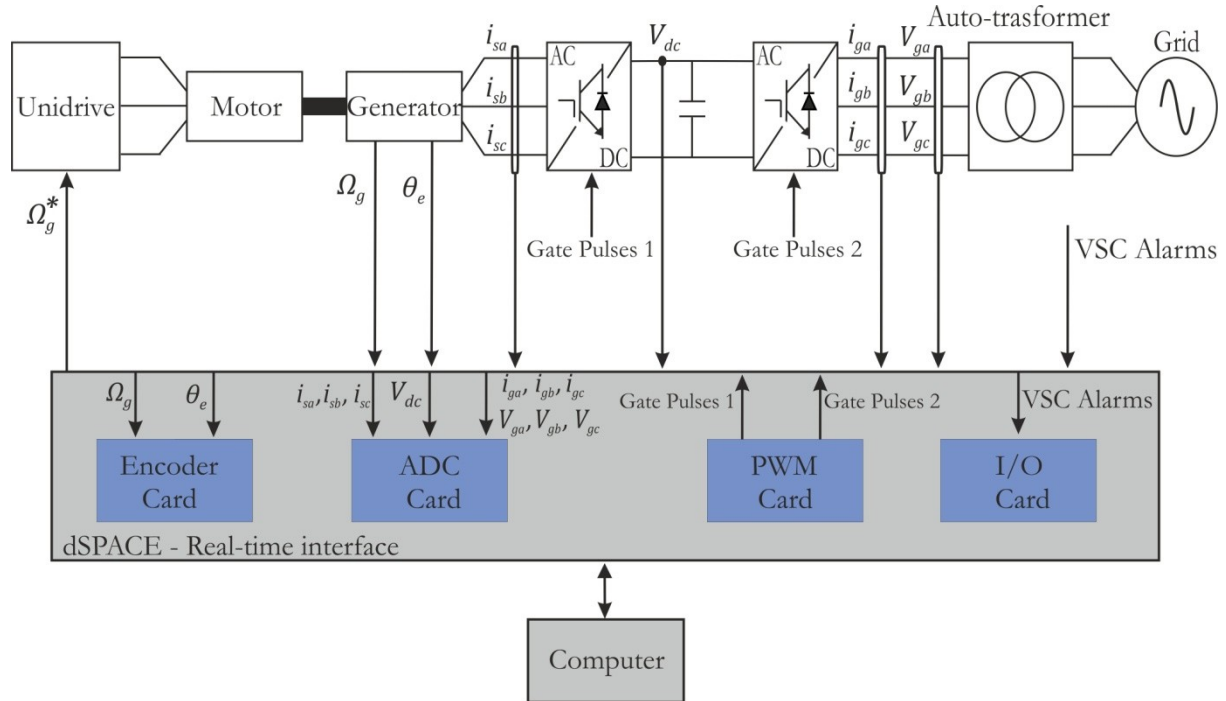 Auto-trasformer
Grid
i_sa
AC
V_dc
AC
i_ga
V_ga
Unidrive
Motor
Generator
i_sb
i_gb
V_gb
i_sc
DC
DC
i_gc
V_gc
Ω_g*
Ω_g
θ_e
Gate Pulses 1
Gate Pulses 2
VSC Alarms
Ω_g
θ_e
i_sa, i_sb, i_sc
V_dc
i_ga, i_gb, i_gc
V_ga, V_gb, V_gc
Gate Pulses 1
Gate Pulses 2
VSC Alarms
Encoder
Card
ADC
Card
PWM
Card
I/O
Card
dSPACE - Real-time interface
Computer